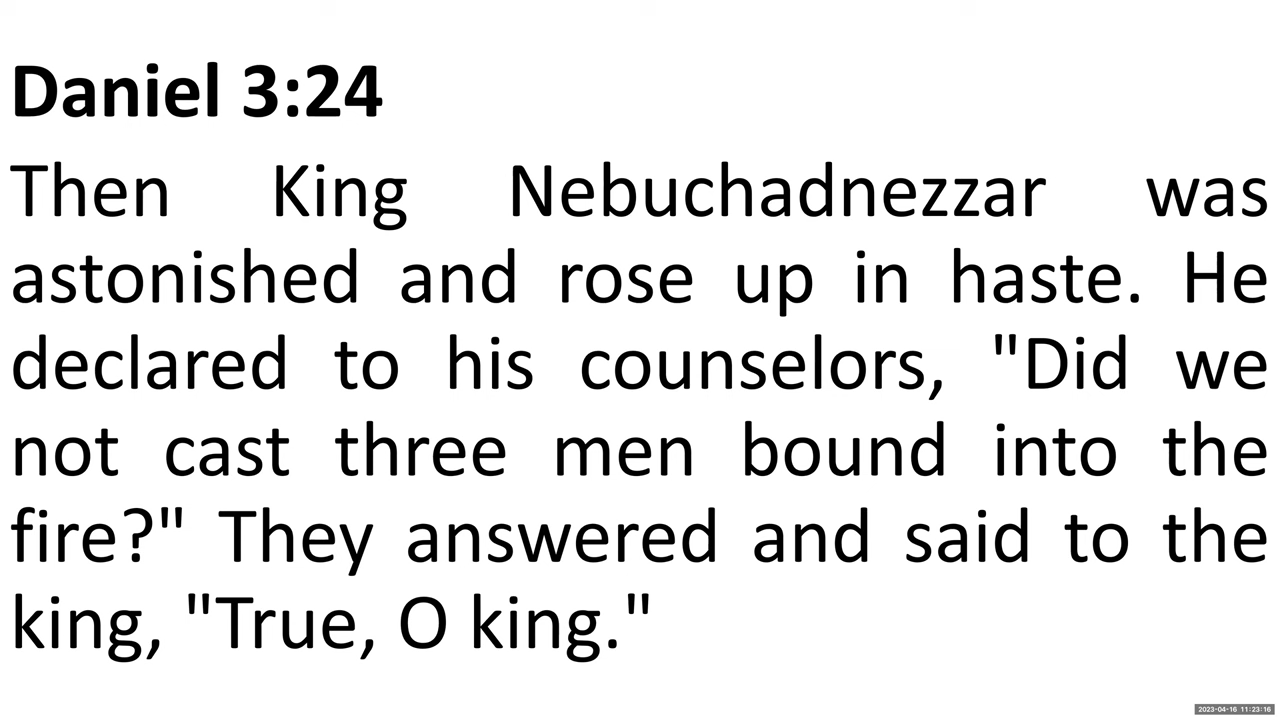 Daniel 3:24
Then King Nebuchadnezzar was
astonished and rose up in haste. He
declared to his counselors, "Did we
not cast three men bound into the
fire?" They answered and said to the
king, "True, O king."
2023-04-16 11:23:16